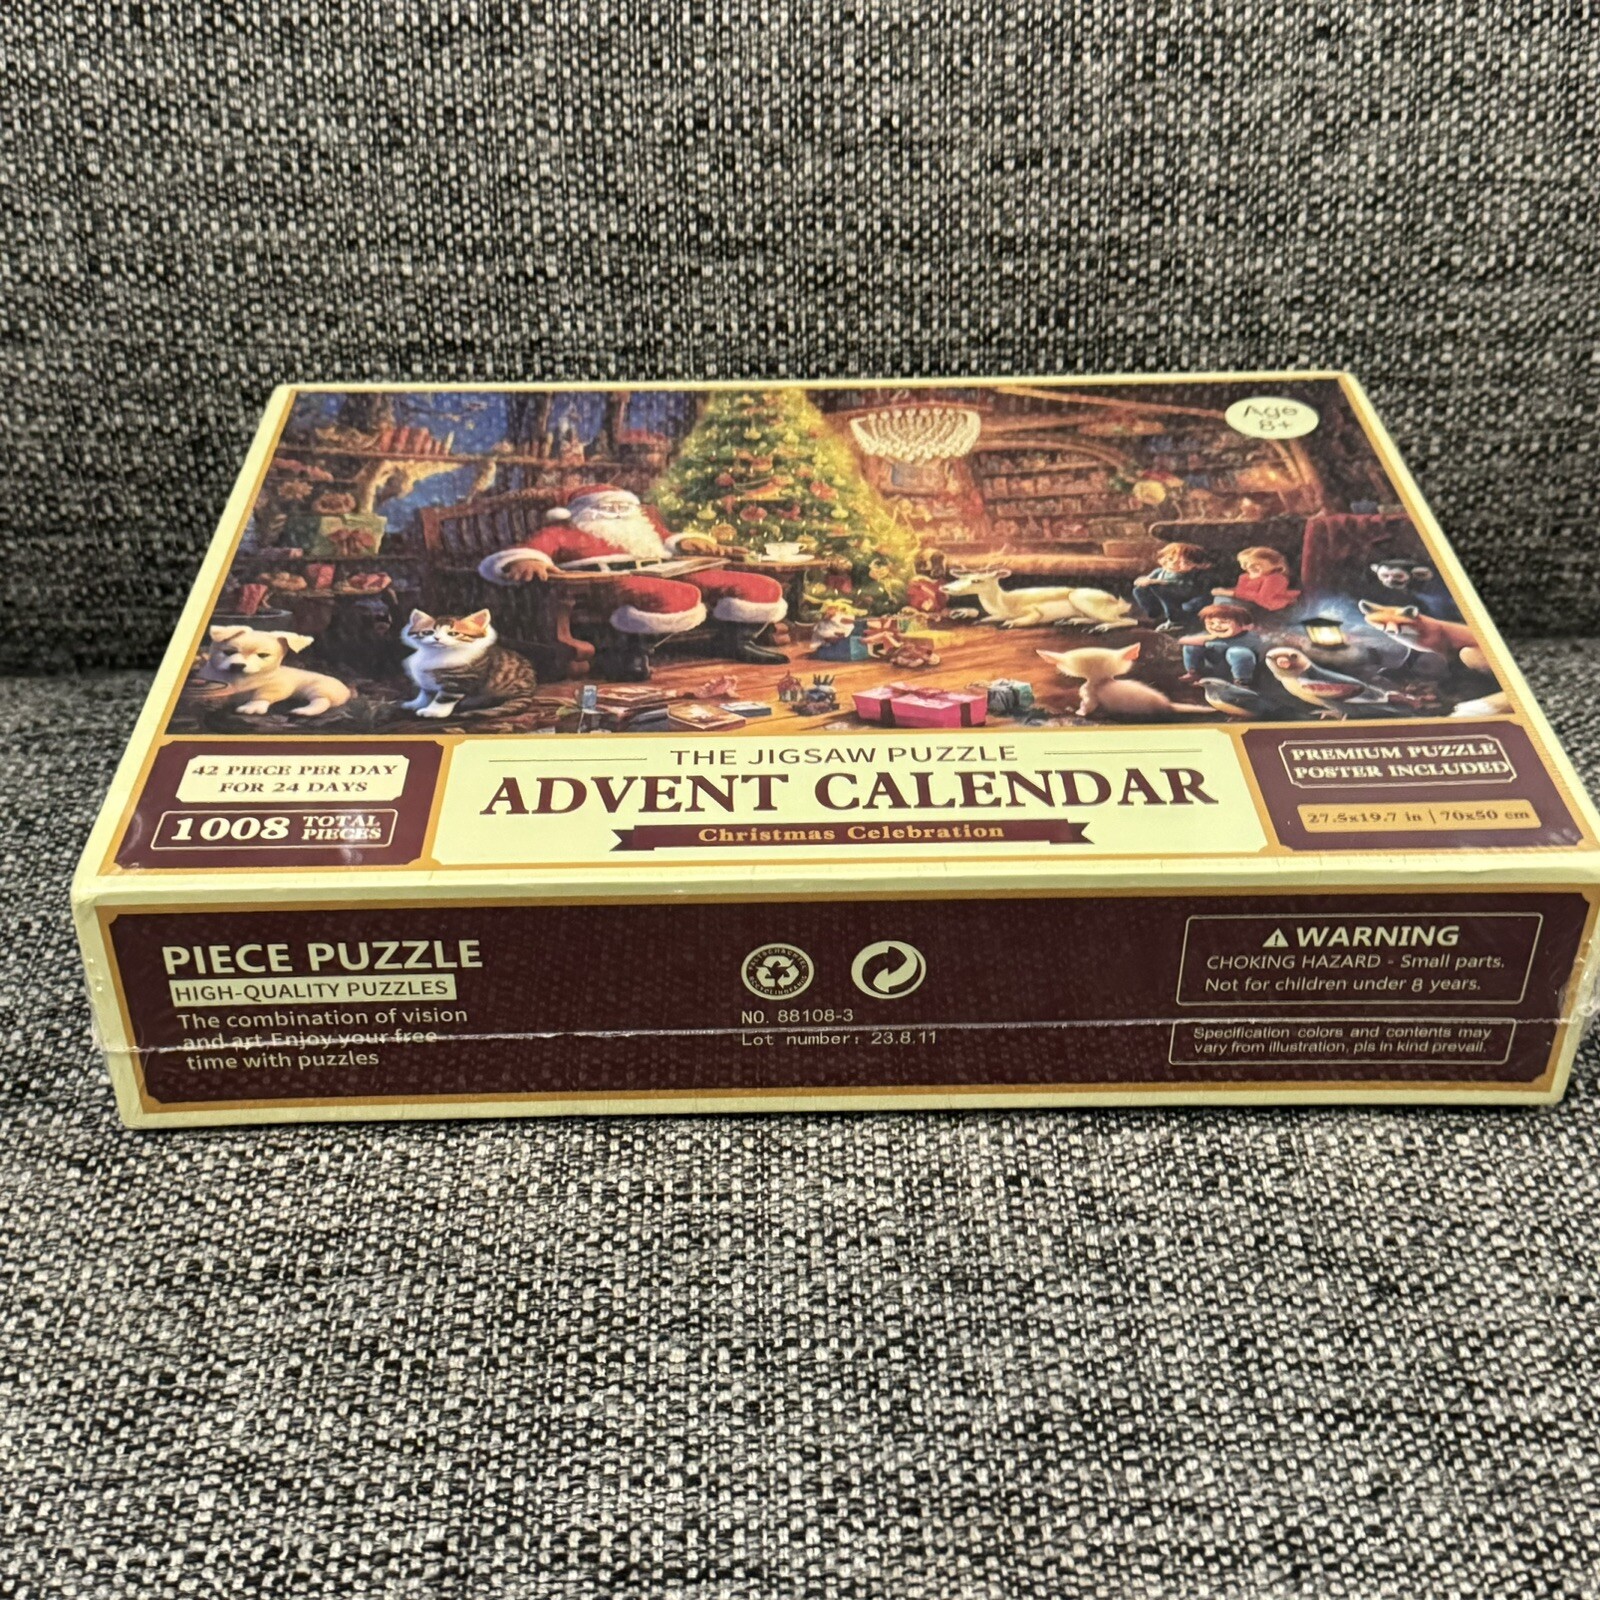 Age
8+
42 PIECE PER DAY
FOR 24 DAYS
1008 TOTAL
PIECES
THE JIGSAW PUZZLE
ADVENT CALENDAR
Christmas Celebration
PREMIUM PUZZLE
POSTER INCLUDED
27.5x19.7 in | 70x50 cm
PIECE PUZZLE
HIGH-QUALITY PUZZLES
The combination of vision
and art,Enjoy your free
time with puzzles
NO. 88108-3
Lot number: 23.8.11
WARNING
CHOKING HAZARD - Small parts.
Not for children under 8 years.
Specification colors and contents may
vary from illustration, pls in kind prevail.